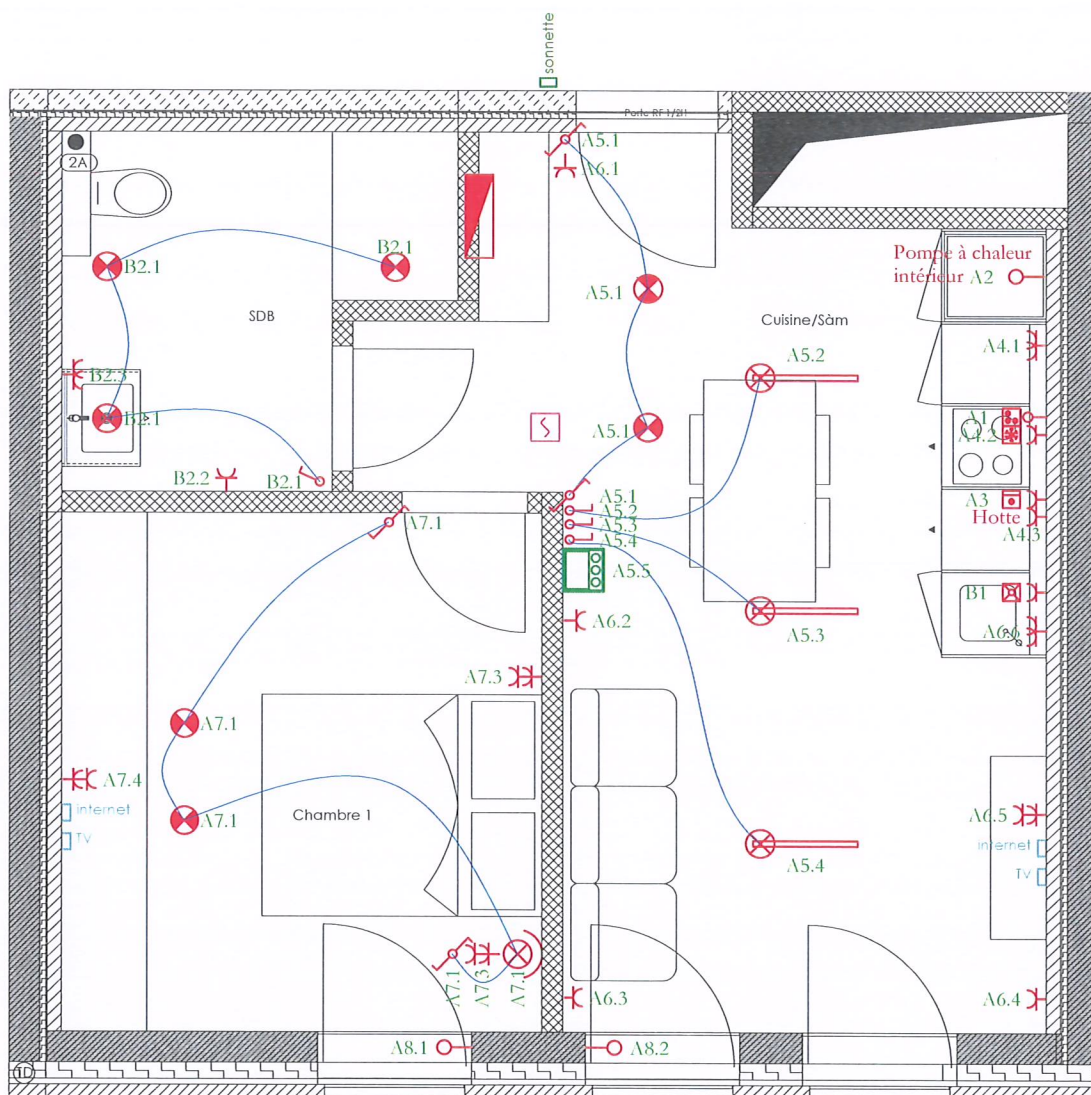 sonnette
Porte RF 1/2H
A5.1
2A
A6.1
B2.1
B2.1
Pompe à chaleur
intérieur
A2
A5.1
SDB
Cuisine/Sàm
A4.1
A5.2
B2.3
B2.1
A1
A5.1
A4.2
B2.2
B2.1
A5.1
A5.2
A5.3
A5.4
A3
Hotte
A4.3
A7.1
A5.5
B1
A6.2
A5.3
A6.6
A7.3
A7.1
A7.4
internet
TV
A7.1
Chambre 1
A6.5
internet
TV
A5.4
A7.1
A7.3
A7.1
A6.3
A6.4
A8.1
A8.2
TD